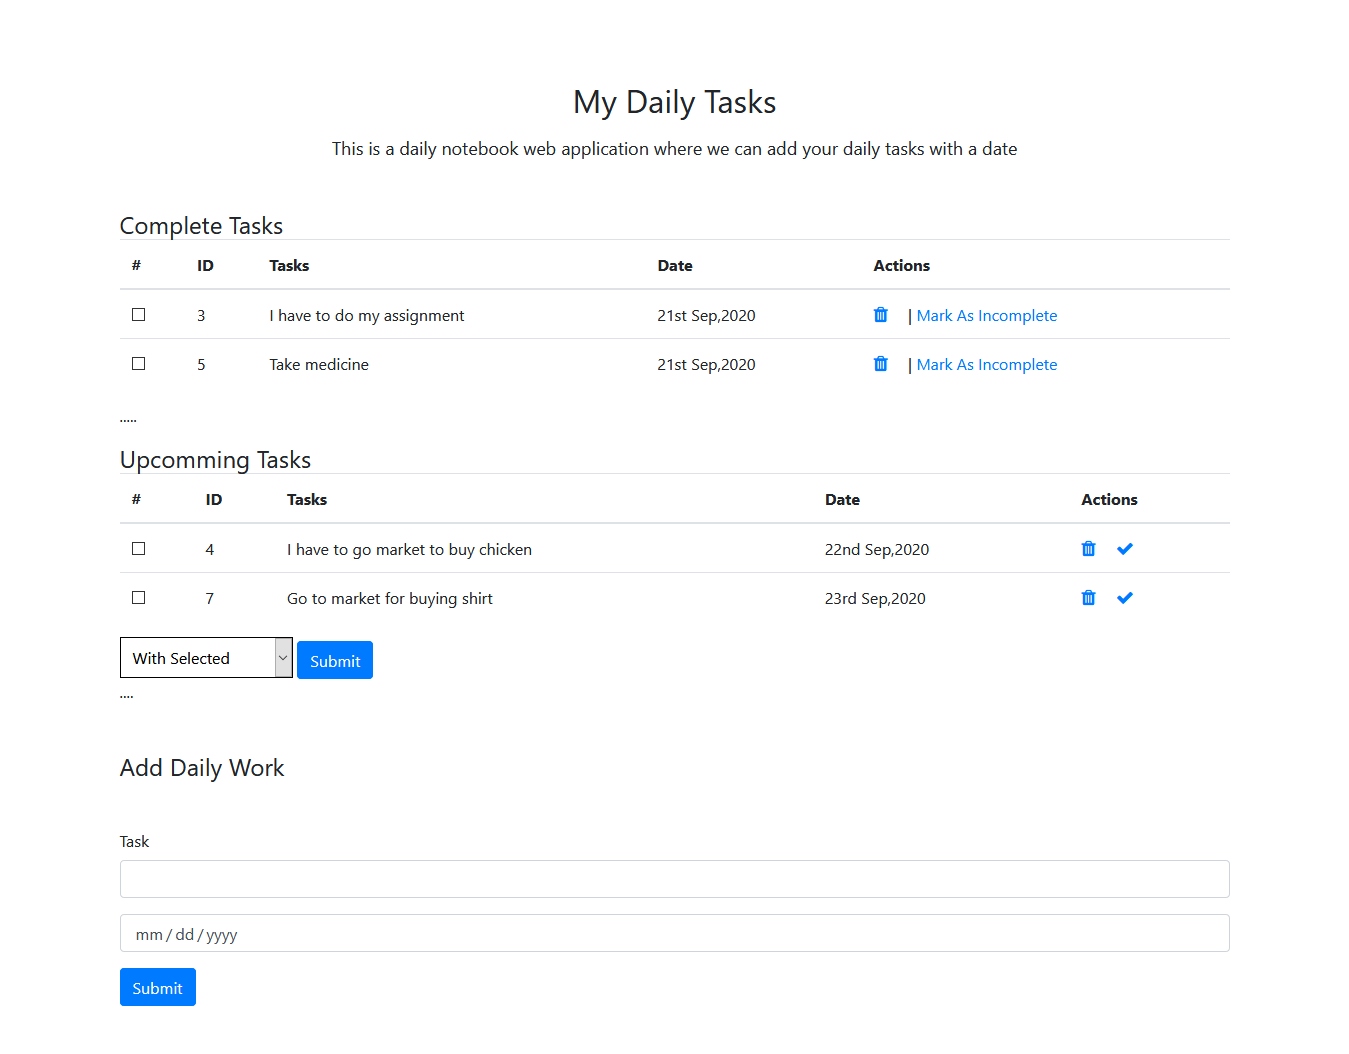 My Daily Tasks
This is a daily notebook web application where we can add your daily tasks with a date
Complete Tasks
# ID Tasks Date Actions
3 I have to do my assignment 21st Sep,2020 | Mark As Incomplete
5 Take medicine 21st Sep,2020 | Mark As Incomplete
.....
Upcomming Tasks
# ID Tasks Date Actions
4 I have to go market to buy chicken 22nd Sep,2020
7 Go to market for buying shirt 23rd Sep,2020
With Selected Submit
....
Add Daily Work
Task
mm / dd / yyyy
Submit